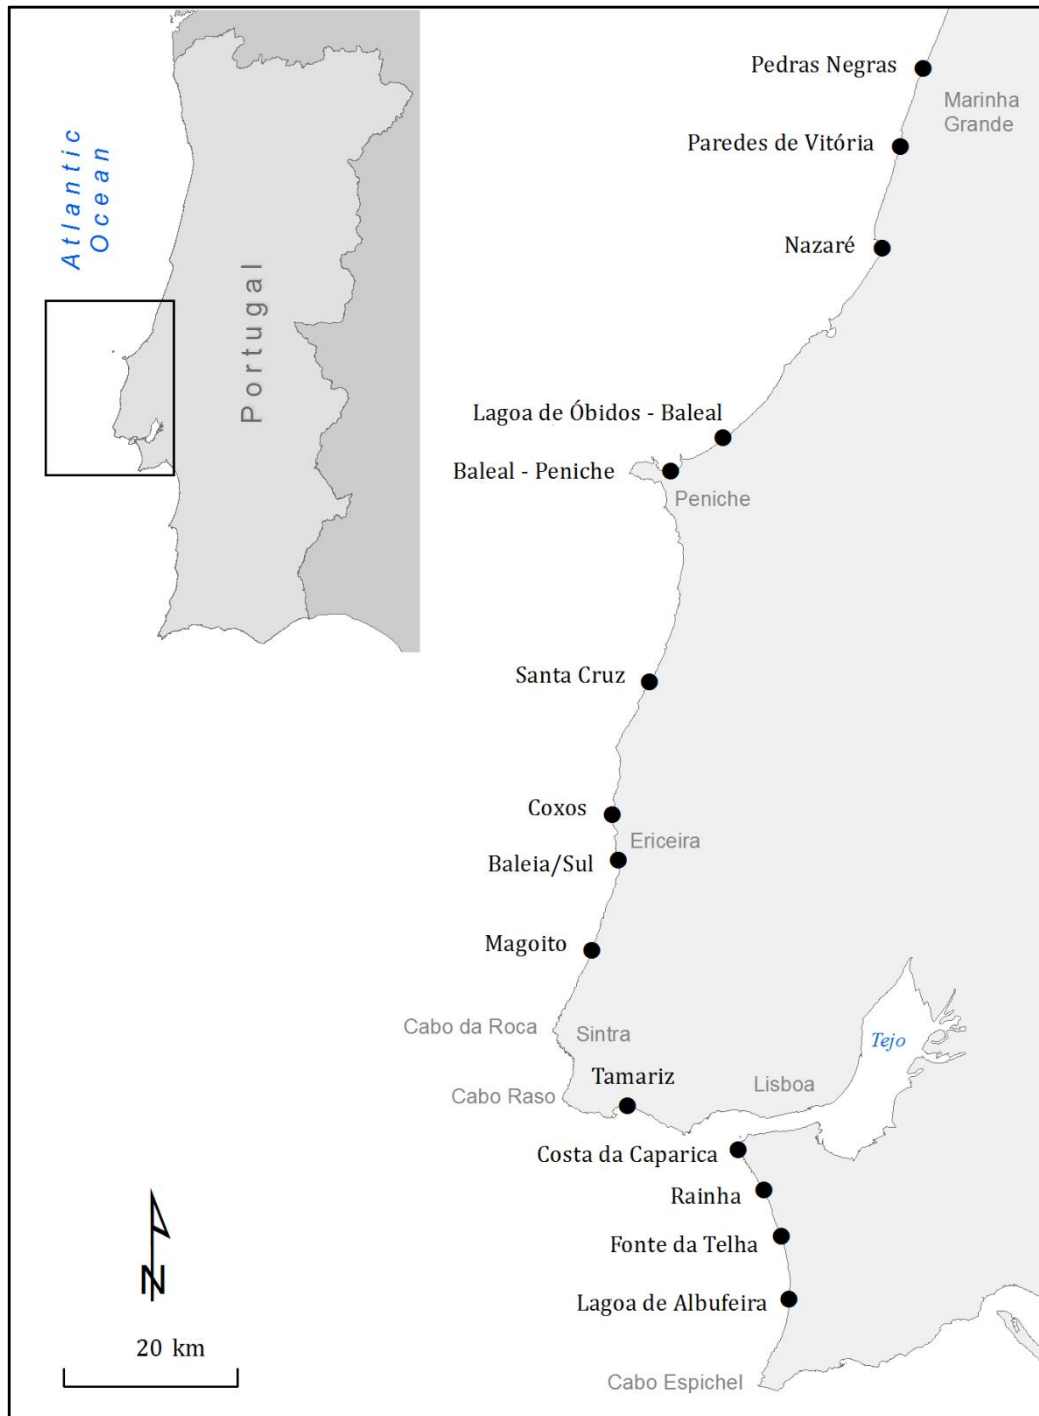 Atlantic
Ocean
Portugal
Pedras Negras
Marinha
Grande
Paredes de Vitória
Nazaré
Lagoa de Óbidos - Baleal
Baleal - Peniche
Peniche
Santa Cruz
Coxos
Ericeira
Baleia/Sul
Magoito
Cabo da Roca
Sintra
Tejo
Tamariz
Lisboa
Cabo Raso
Costa da Caparica
Rainha
Fonte da Telha
Lagoa de Albufeira
N
20 km
Cabo Espichel